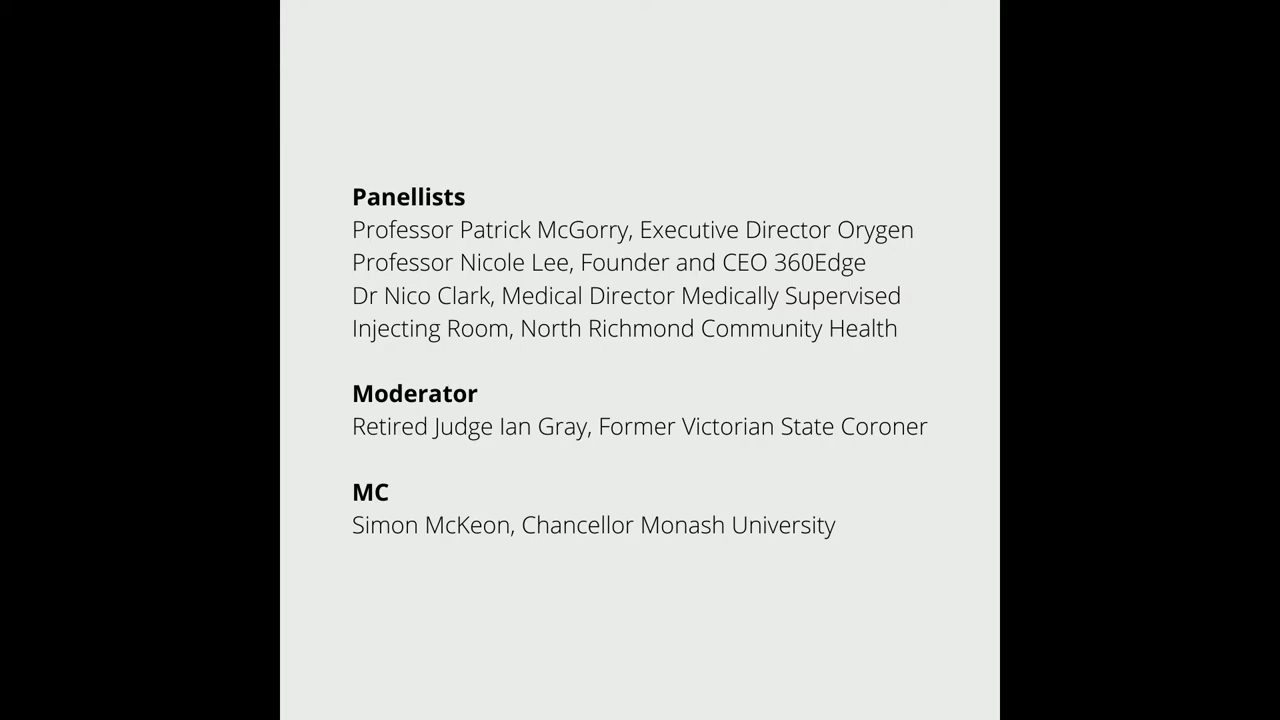 Panellists
Professor Patrick McGorry, Executive Director Orygen
Professor Nicole Lee, Founder and CEO 360Edge
Dr Nico Clark, Medical Director Medically Supervised
Injecting Room, North Richmond Community Health
Moderator
Retired Judge Ian Gray, Former Victorian State Coroner
MC
Simon McKeon, Chancellor Monash University